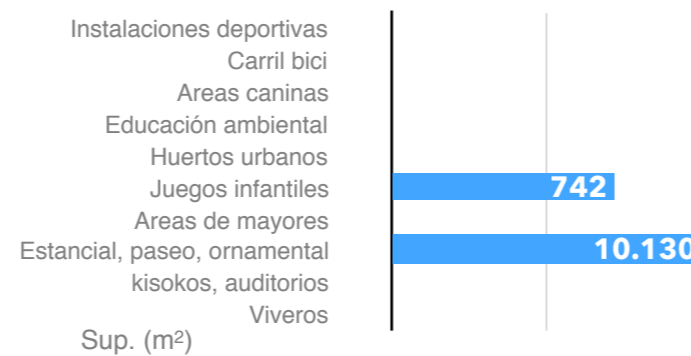 Instalaciones deportivas
Carril bici
Areas caninas
Educación ambiental
Huertos urbanos
Juegos infantiles 742
Areas de mayores
Estancial, paseo, ornamental 10.130
kisokos, auditorios
Viveros
Sup. (m²)